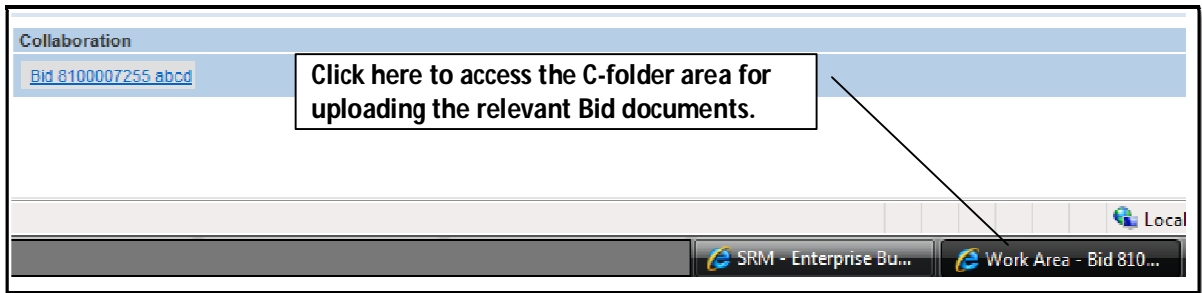 Collaboration
Bid 8100007255 abcd
Click here to access the C-folder area for
uploading the relevant Bid documents.
Local
SRM - Enterprise Bu...
Work Area - Bid 810...